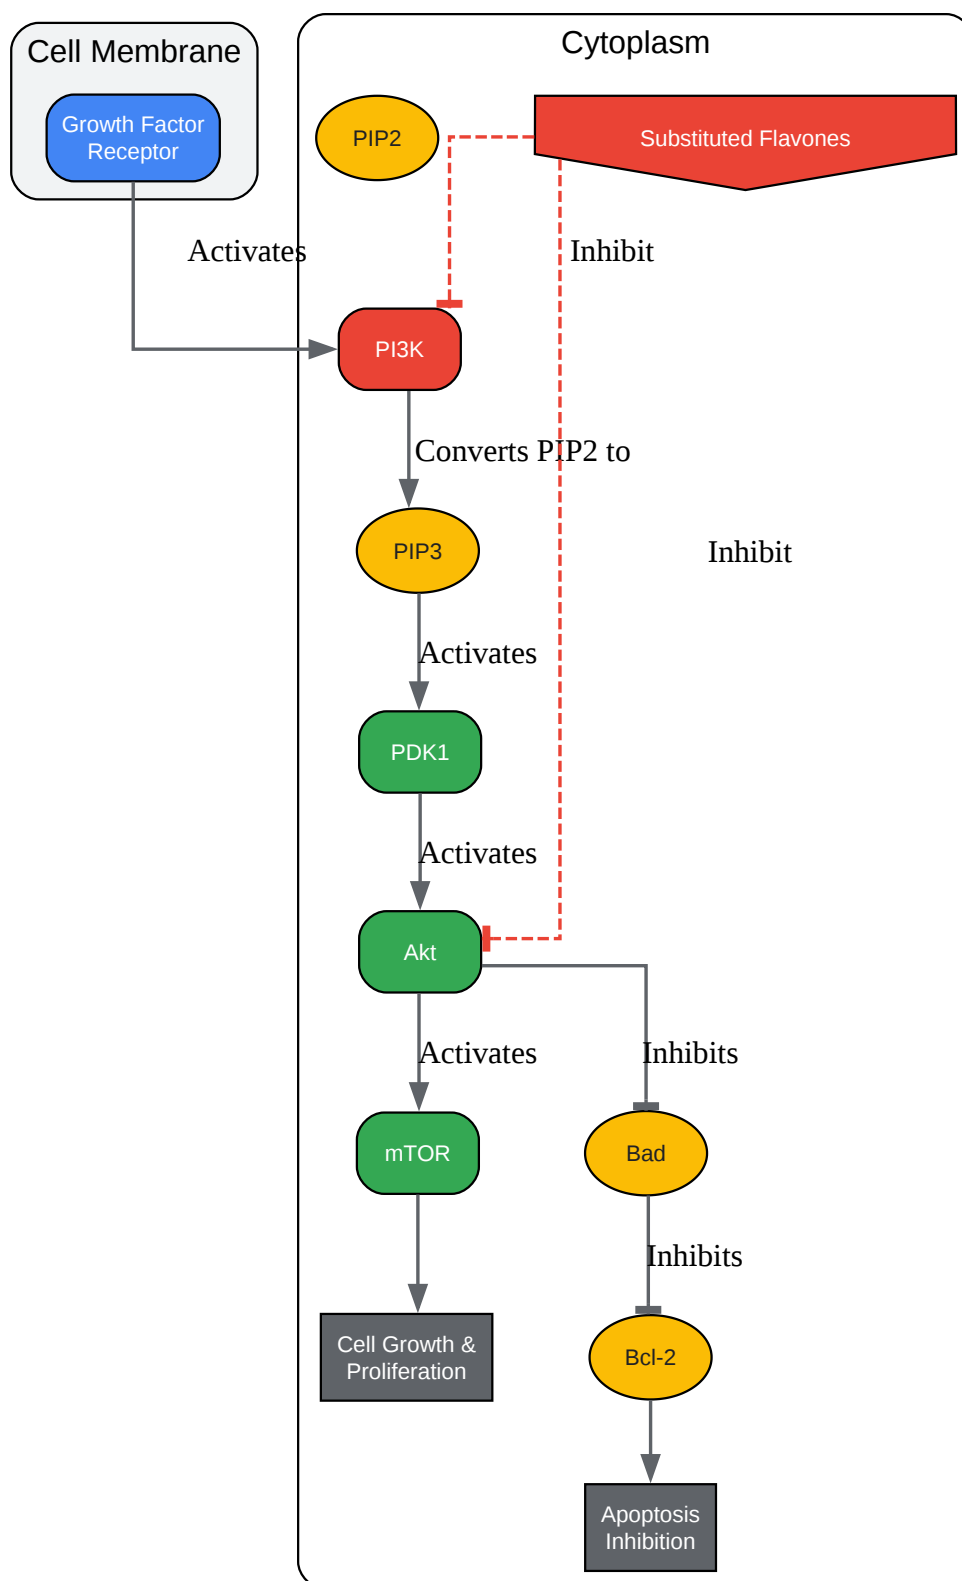 Cell Membrane
Cytoplasm
Growth Factor
Receptor
PIP2
Substituted Flavones
Activates
Inhibit
PI3K
Converts PIP2 to
PIP3
Inhibit
Activates
PDK1
Activates
Akt
Activates
Inhibits
mTOR
Bad
Inhibits
Cell Growth &
Proliferation
Bcl-2
Apoptosis
Inhibition